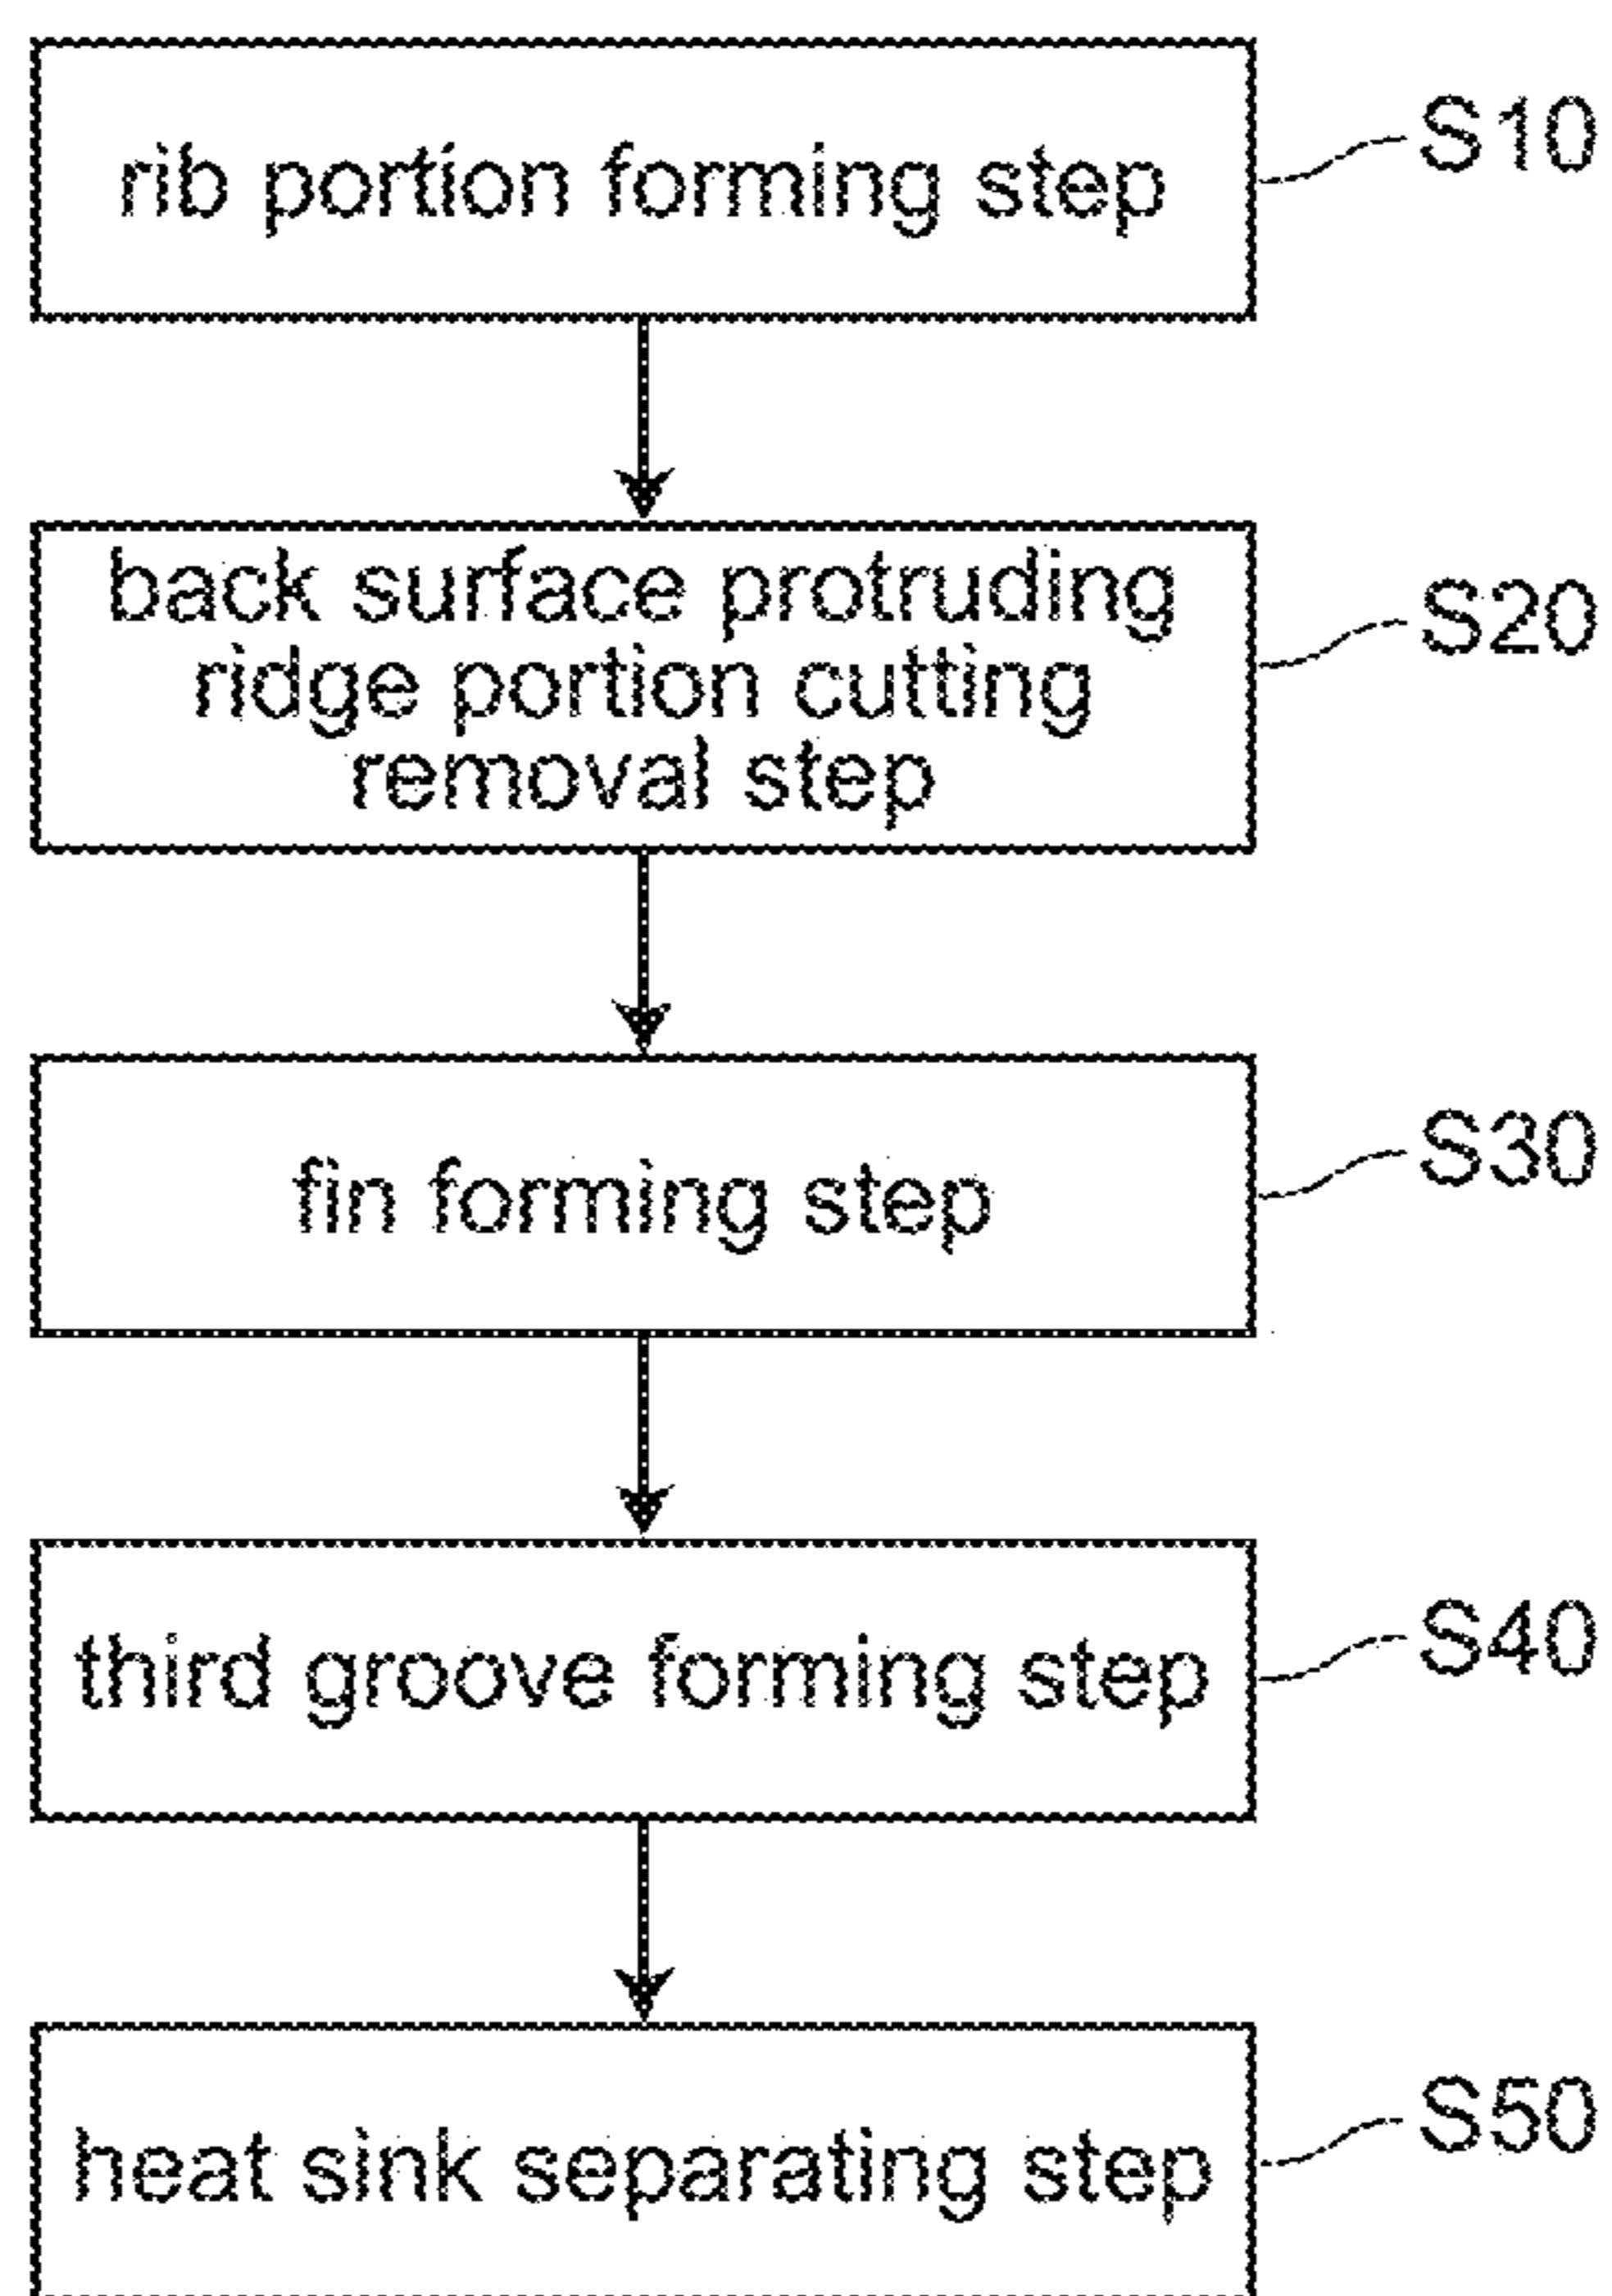 rib portion forming step
S10
back surface protruding
ridge portion cutting
removal step
S20
fin forming step
S30
third groove forming step
S40
heat sink separating step
S50